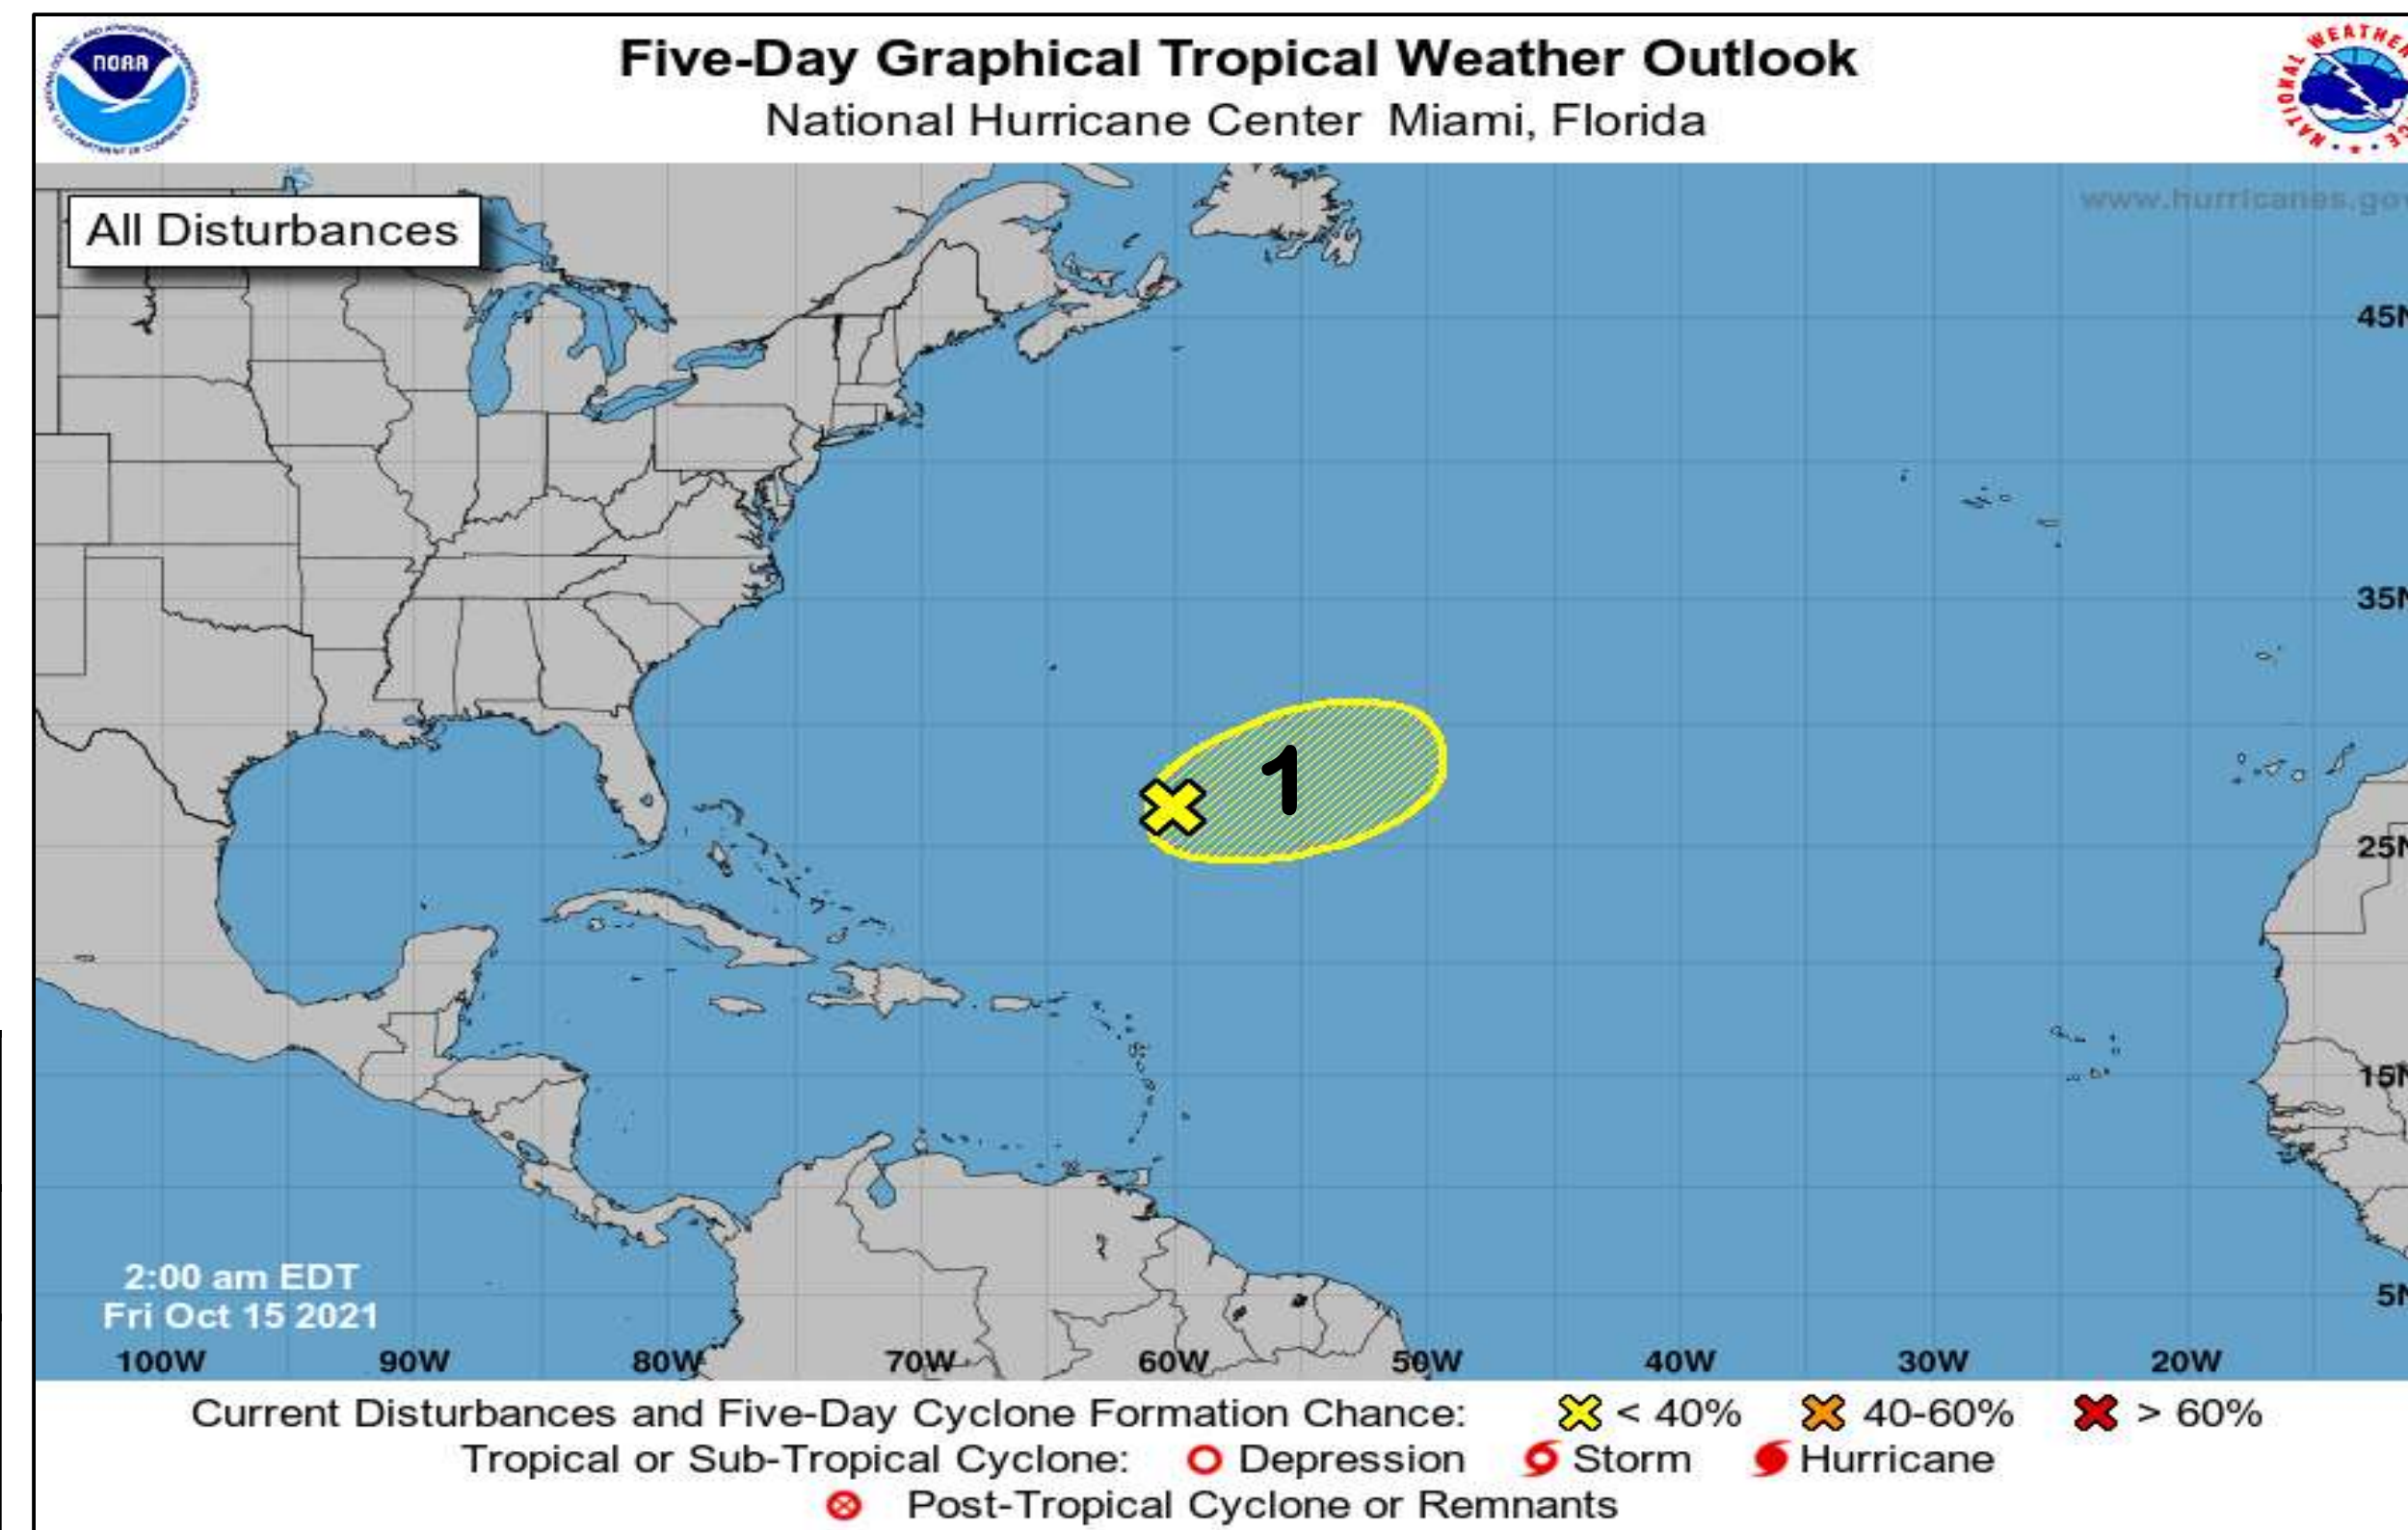 NOAA
Five-Day Graphical Tropical Weather Outlook
National Hurricane Center Miami, Florida
NATIONAL WEATHER
All Disturbances
www.hurricanes.gov
45N
35N
1
25N
15N
5N
2:00 am EDT
Fri Oct 15 2021
100W 90W 80W 70W 60W 50W 40W 30W 20W
Current Disturbances and Five-Day Cyclone Formation Chance: < 40% 40-60% > 60%
Tropical or Sub-Tropical Cyclone: Depression Storm Hurricane
Post-Tropical Cyclone or Remnants